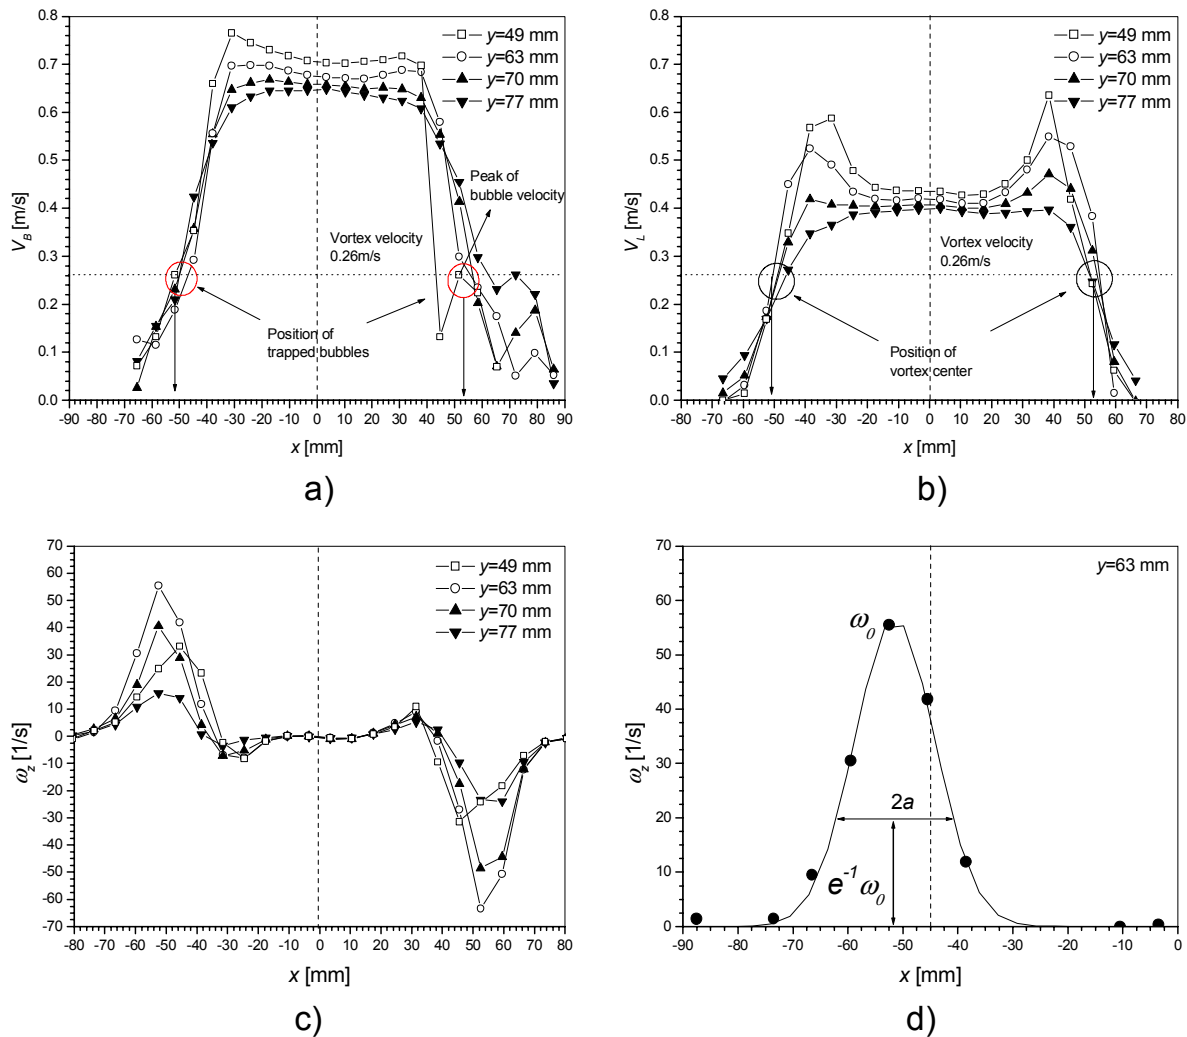 0.8
0.7
0.6
0.5
0.4
0.3
0.2
0.1
0.0
V_B [m/s]
y=49 mm
y=63 mm
y=70 mm
y=77 mm
Peak of
bubble velocity
Vortex velocity
0.26m/s
Position of
trapped bubbles
-90 -80 -70 -60 -50 -40 -30 -20 -10 0 10 20 30 40 50 60 70 80 90
x [mm]
a)
0.8
0.7
0.6
0.5
0.4
0.3
0.2
0.1
0.0
V_L [m/s]
y=49 mm
y=63 mm
y=70 mm
y=77 mm
Vortex velocity
0.26m/s
Position of
vortex center
-80 -70 -60 -50 -40 -30 -20 -10 0 10 20 30 40 50 60 70 80
x [mm]
b)
70
60
50
40
30
20
10
0
-10
-20
-30
-40
-50
-60
-70
ω_z [1/s]
y=49 mm
y=63 mm
y=70 mm
y=77 mm
-80 -70 -60 -50 -40 -30 -20 -10 0 10 20 30 40 50 60 70 80
x [mm]
c)
70
60
50
40
30
20
10
0
ω_z [1/s]
y=63 mm
ω_0
2a
e^-1 ω_0
-90 -80 -70 -60 -50 -40 -30 -20 -10 0
x [mm]
d)